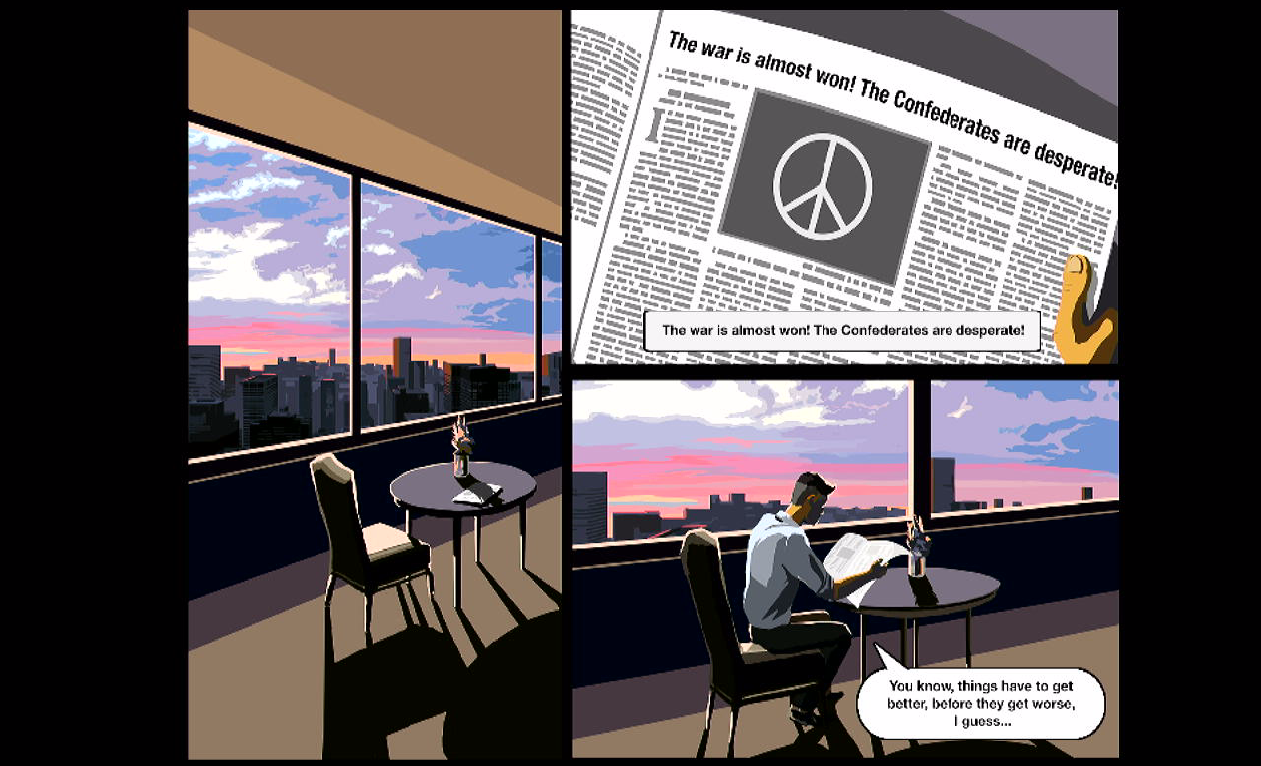 The war is almost won! The Confederates are desperate!
I
The war is almost won! The Confederates are desperate!
You know, things have to get
better, before they get worse,
I guess...